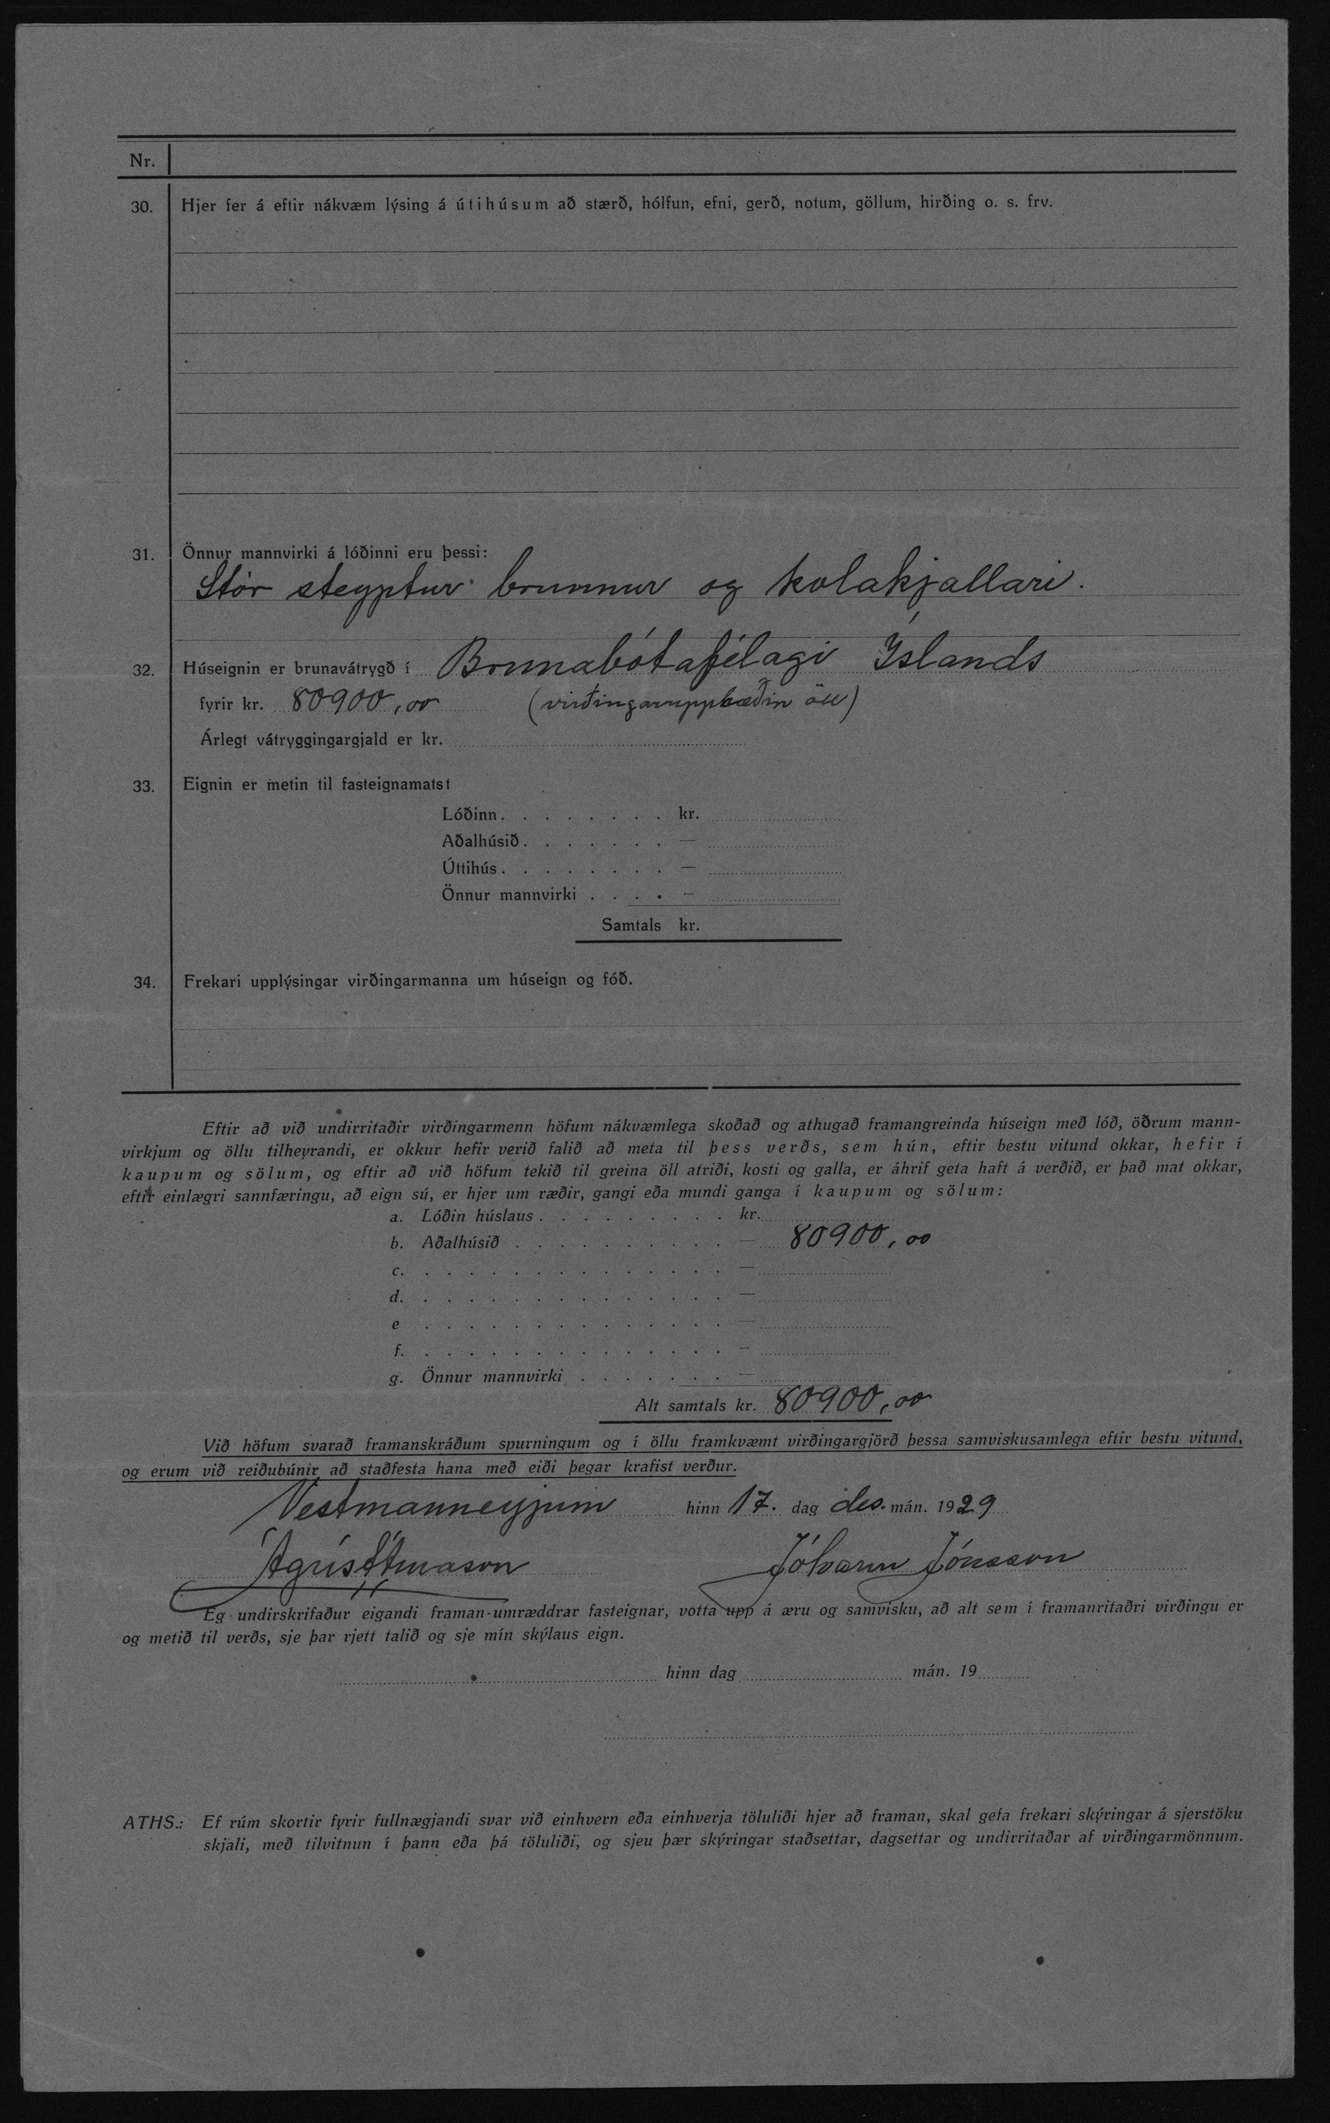 Nr.
30. Hjer fer á eftir nákvæm lýsing á útihúsum að stærð, hólfun, efni, gerð, notum, göllum, hirðing o. s. frv.
31. Önnur mannvirki á lóðinni eru þessi:
Stór steyptur brunnur og kolakjallari.
32. Húseignin er brunavátrygð í Brunabótafélagi Íslands
fyrir kr. 80900,00 (virðingarupphæðin öll)
Árlegt vátryggingargjald er kr.
33. Eignin er metin til fasteignamatst
Lóðinn . . . . . . . . kr.
Aðalhúsið . . . . . . . —
Úttihús . . . . . . . . —
Önnur mannvirki . . . . —
Samtals kr.
34. Frekari upplýsingar virðingarmanna um húseign og fóð.
Eftir að við undirritaðir virðingarmenn höfum nákvæmlega skoðað og athugað framangreinda húseign með lóð, öðrum mann-
virkjum og öllu tilheyrandi, er okkur hefir verið falið að meta til þess verðs, sem hún, eftir bestu vitund okkar, hefir í
kaupum og sölum, og eftir að við höfum tekið til greina öll atriði, kosti og galla, er áhrif geta haft á verðið, er það mat okkar,
eftir einlægri sannfæringu, að eign sú, er hjer um ræðir, gangi eða mundi ganga í kaupum og sölum:
a. Lóðin húslaus . . . . . . . . . kr.
b. Aðalhúsið . . . . . . . . . . — 80900,00
c. . . . . . . . . . . . . —
d. . . . . . . . . . . . . —
e . . . . . . . . . . . . —
f. . . . . . . . . . . . . —
g. Önnur mannvirki . . . . . . . —
Alt samtals kr. 80900,00
Við höfum svarað framanskráðum spurningum og í öllu framkvæmt virðingargjörð þessa samviskusamlega eftir bestu vitund,
og erum við reiðubúnir að staðfesta hana með eiði þegar krafist verður.
Vestmanneyjum hinn 17. dag des. mán. 1929
Jóhann Jónsson
Eg undirskrifaður eigandi framan-umræddrar fasteignar, votta upp á æru og samvisku, að alt sem í framanritaðri virðingu er
og metið til verðs, sje þar rjett talið og sje mín skýlaus eign.
hinn dag mán. 19
ATHS.: Ef rúm skortir fyrir fullnægjandi svar við einhvern eða einhverja töluliði hjer að framan, skal gefa frekari skýringar á sjerstöku
skjali, með tilvitnun í þann eða þá töluliði, og sjeu þær skýringar staðsettar, dagsettar og undirritaðar af virðingarmönnum.